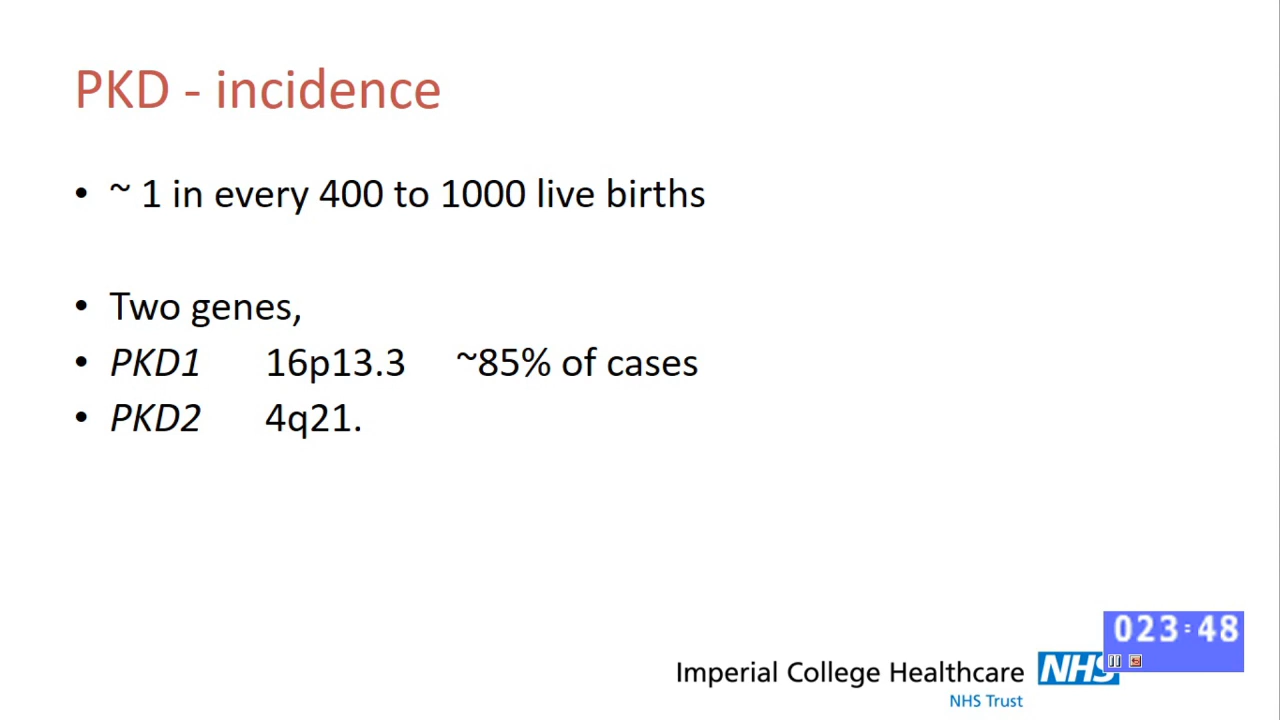 PKD - incidence
• ~ 1 in every 400 to 1000 live births
• Two genes,
• PKD1 16p13.3 ~85% of cases
• PKD2 4q21.
023:48
Imperial College Healthcare NHS
NHS Trust